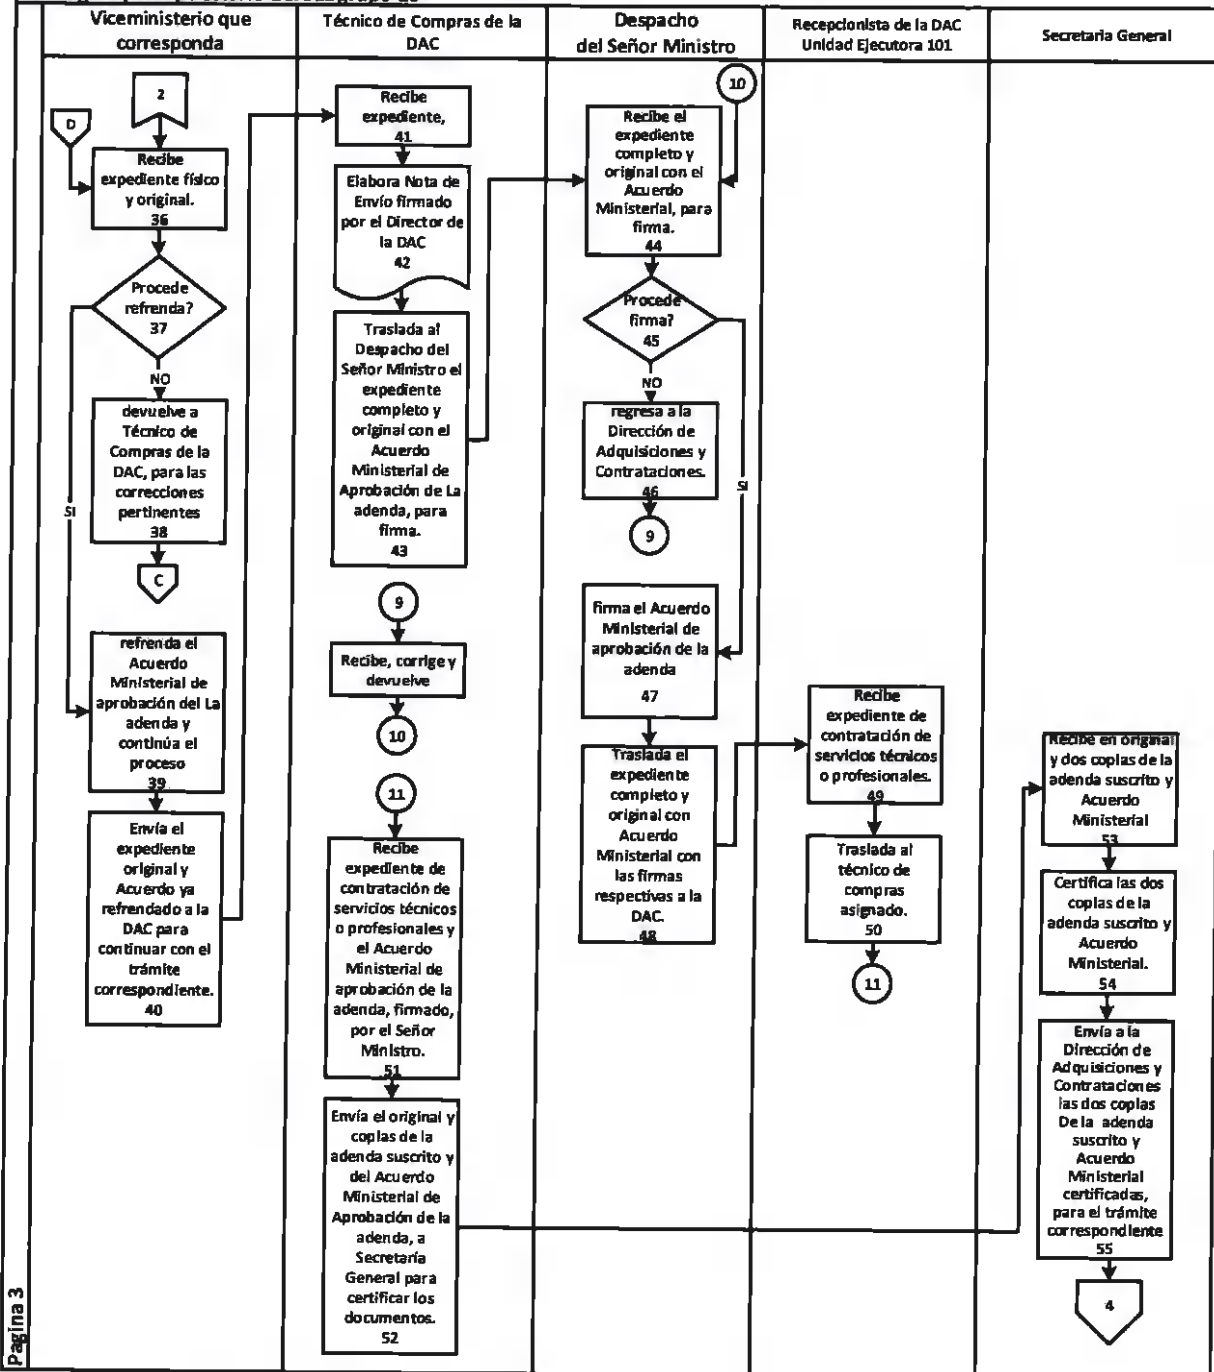 Viceministerio que
corresponda
Técnico de Compras de la
DAC
Despacho
del Señor Ministro
Recepcionista de la DAC
Unidad Ejecutora 101
Secretaria General
2
D
Recibe
expediente físico
y original.
36
Procede
refrenda?
37
NO
SI
devuelve a
Técnico de
Compras de la
DAC, para las
correcciones
pertinentes
38
C
refrenda el
Acuerdo
Ministerial de
aprobación del La
adenda y
continúa el
proceso
39
Envía el
expediente
original y
Acuerdo ya
refrendado a la
DAC para
continuar con el
trámite
correspondiente.
40
Recibe
expediente,
41
Elabora Nota de
Envío firmado
por el Director de
la DAC
42
Traslada al
Despacho del
Señor Ministro el
expediente
completo y
original con el
Acuerdo
Ministerial de
Aprobación de La
adenda, para
firma.
43
9
Recibe, corrige y
devuelve
10
11
Recibe
expediente de
contratación de
servicios técnicos
o profesionales y
el Acuerdo
Ministerial de
aprobación de la
adenda, firmado,
por el Señor
Ministro.
51
Envía el original y
copias de la
adenda suscrito y
del Acuerdo
Ministerial de
Aprobación de la
adenda, a
Secretaría
General para
certificar los
documentos.
52
10
Recibe el
expediente
completo y
original con el
Acuerdo
Ministerial, para
firma.
44
Procede
firma?
45
NO
SI
regresa a la
Dirección de
Adquisiciones y
Contrataciones.
46
9
firma el Acuerdo
Ministerial de
aprobación de la
adenda
47
Traslada el
expediente
completo y
original con
Acuerdo
Ministerial con
las firmas
respectivas a la
DAC.
48
Recibe
expediente de
contratación de
servicios técnicos
o profesionales.
49
Traslada al
técnico de
compras
asignado.
50
11
Recibe en original
y dos copias de la
adenda suscrito y
Acuerdo
Ministerial
53
Certifica las dos
copias de la
adenda suscrito y
Acuerdo
Ministerial.
54
Envía a la
Dirección de
Adquisiciones y
Contrataciones
las dos copias
De la adenda
suscrito y
Acuerdo
Ministerial
certificadas,
para el trámite
correspondiente
55
4
Pagina 3